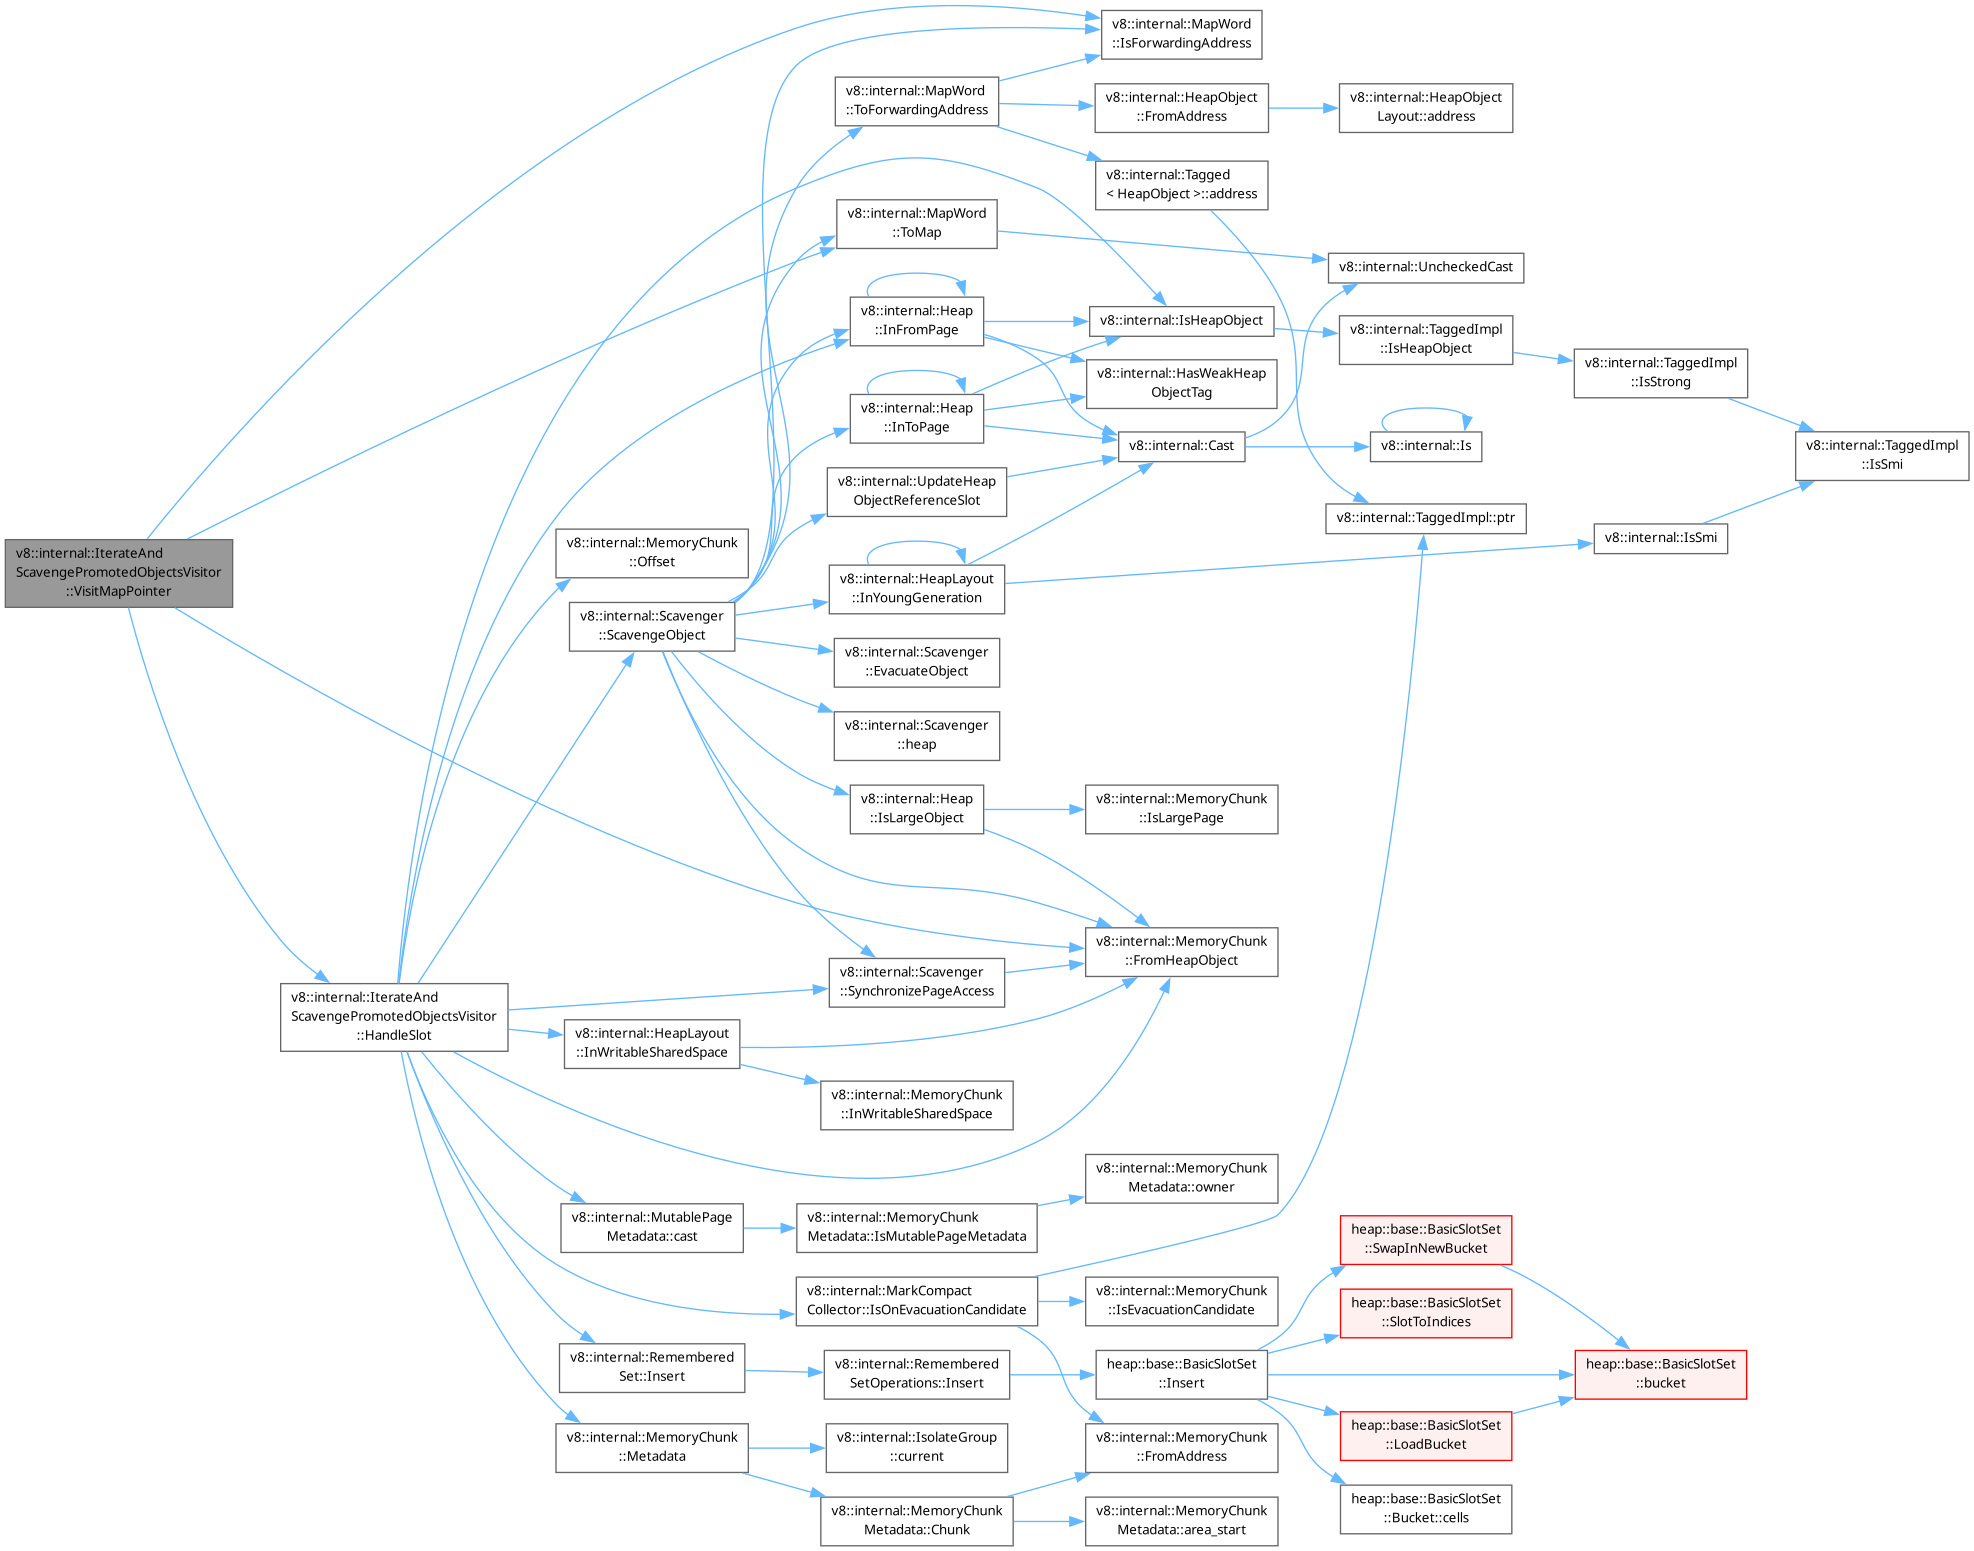 v8::internal::MapWord
::IsForwardingAddress
v8::internal::MapWord
::ToForwardingAddress
v8::internal::HeapObject
::FromAddress
v8::internal::HeapObject
Layout::address
v8::internal::Tagged
< HeapObject >::address
v8::internal::MapWord
::ToMap
v8::internal::UncheckedCast
v8::internal::Heap
::InFromPage
v8::internal::IsHeapObject
v8::internal::TaggedImpl
::IsHeapObject
v8::internal::TaggedImpl
::IsStrong
v8::internal::HasWeakHeap
ObjectTag
v8::internal::Heap
::InToPage
v8::internal::Cast
v8::internal::Is
v8::internal::TaggedImpl
::IsSmi
v8::internal::UpdateHeap
ObjectReferenceSlot
v8::internal::TaggedImpl::ptr
v8::internal::IsSmi
v8::internal::MemoryChunk
::Offset
v8::internal::IterateAnd
ScavengePromotedObjectsVisitor
::VisitMapPointer
v8::internal::HeapLayout
::InYoungGeneration
v8::internal::Scavenger
::ScavengeObject
v8::internal::Scavenger
::EvacuateObject
v8::internal::Scavenger
::heap
v8::internal::Heap
::IsLargeObject
v8::internal::MemoryChunk
::IsLargePage
v8::internal::MemoryChunk
::FromHeapObject
v8::internal::Scavenger
::SynchronizePageAccess
v8::internal::IterateAnd
ScavengePromotedObjectsVisitor
::HandleSlot
v8::internal::HeapLayout
::InWritableSharedSpace
v8::internal::MemoryChunk
::InWritableSharedSpace
v8::internal::MemoryChunk
Metadata::owner
v8::internal::MutablePage
Metadata::cast
v8::internal::MemoryChunk
Metadata::IsMutablePageMetadata
heap::base::BasicSlotSet
::SwapInNewBucket
v8::internal::MarkCompact
Collector::IsOnEvacuationCandidate
v8::internal::MemoryChunk
::IsEvacuationCandidate
heap::base::BasicSlotSet
::SlotToIndices
v8::internal::Remembered
Set::Insert
v8::internal::Remembered
SetOperations::Insert
heap::base::BasicSlotSet
::Insert
heap::base::BasicSlotSet
::bucket
heap::base::BasicSlotSet
::LoadBucket
v8::internal::MemoryChunk
::Metadata
v8::internal::IsolateGroup
::current
v8::internal::MemoryChunk
::FromAddress
heap::base::BasicSlotSet
::Bucket::cells
v8::internal::MemoryChunk
Metadata::Chunk
v8::internal::MemoryChunk
Metadata::area_start